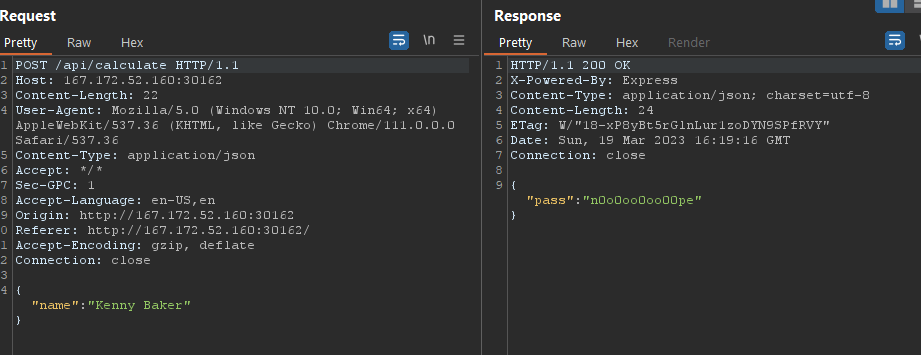 Request
Pretty Raw Hex \n
1 POST /api/calculate HTTP/1.1
2 Host: 167.172.52.160:30162
3 Content-Length: 22
4 User-Agent: Mozilla/5.0 (Windows NT 10.0; Win64; x64)
AppleWebKit/537.36 (KHTML, like Gecko) Chrome/111.0.0.0
Safari/537.36
5 Content-Type: application/json
6 Accept: */*
7 Sec-GPC: 1
8 Accept-Language: en-US,en
9 Origin: http://167.172.52.160:30162
0 Referer: http://167.172.52.160:30162/
1 Accept-Encoding: gzip, deflate
2 Connection: close
3
4 {
"name":"Kenny Baker"
}
Response
Pretty Raw Hex Render
1 HTTP/1.1 200 OK
2 X-Powered-By: Express
3 Content-Type: application/json; charset=utf-8
4 Content-Length: 24
5 ETag: W/"18-xP8yBt5rGlnLur1zoDYN9SPfRVY"
6 Date: Sun, 19 Mar 2023 16:19:16 GMT
7 Connection: close
8
9 {
"pass":"n0o0oo0oo00pe"
}